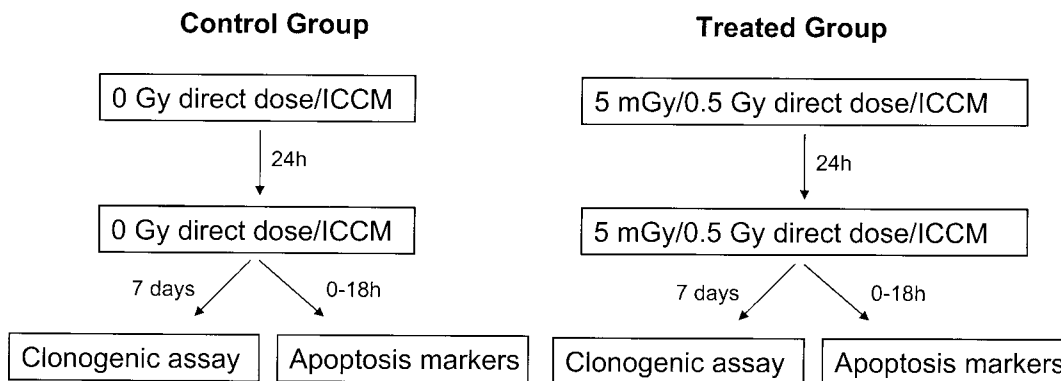 Control Group
0 Gy direct dose/ICCM
24h
0 Gy direct dose/ICCM
7 days
0-18h
Clonogenic assay
Apoptosis markers
Treated Group
5 mGy/0.5 Gy direct dose/ICCM
24h
5 mGy/0.5 Gy direct dose/ICCM
7 days
0-18h
Clonogenic assay
Apoptosis markers